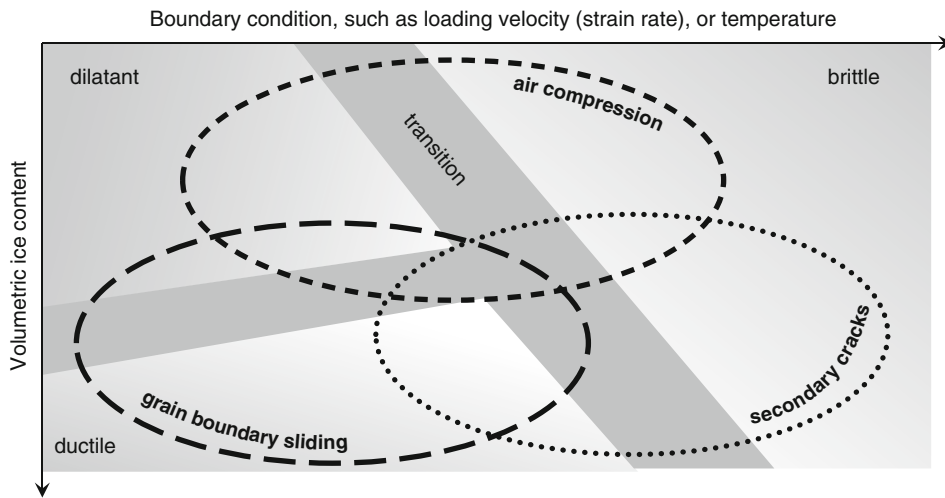 Boundary condition, such as loading velocity (strain rate), or temperature
dilatant
brittle
air compression
transition
Volumetric ice content
secondary cracks
grain boundary sliding
ductile